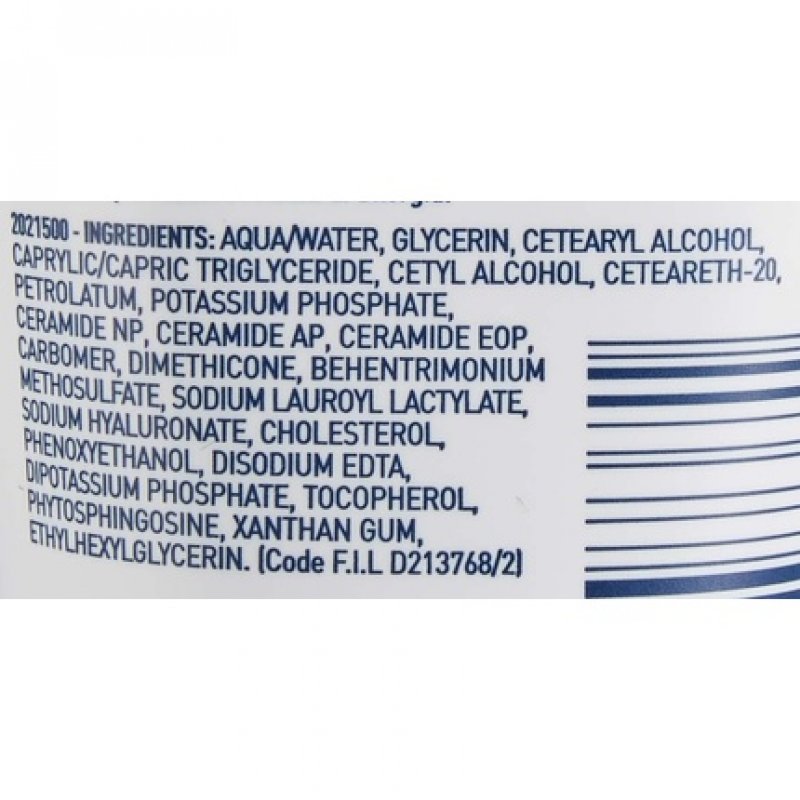 2021500 - INGREDIENTS: AQUA/WATER, GLYCERIN, CETEARYL ALCOHOL,
CAPRYLIC/CAPRIC TRIGLYCERIDE, CETYL ALCOHOL, CETEARETH-20,
PETROLATUM, POTASSIUM PHOSPHATE,
CERAMIDE NP, CERAMIDE AP, CERAMIDE EOP,
CARBOMER, DIMETHICONE, BEHENTRIMONIUM
METHOSULFATE, SODIUM LAUROYL LACTYLATE,
SODIUM HYALURONATE, CHOLESTEROL,
PHENOXYETHANOL, DISODIUM EDTA,
DIPOTASSIUM PHOSPHATE, TOCOPHEROL,
PHYTOSPHINGOSINE, XANTHAN GUM,
ETHYLHEXYLGLYCERIN. (Code F.I.L D213768/2)